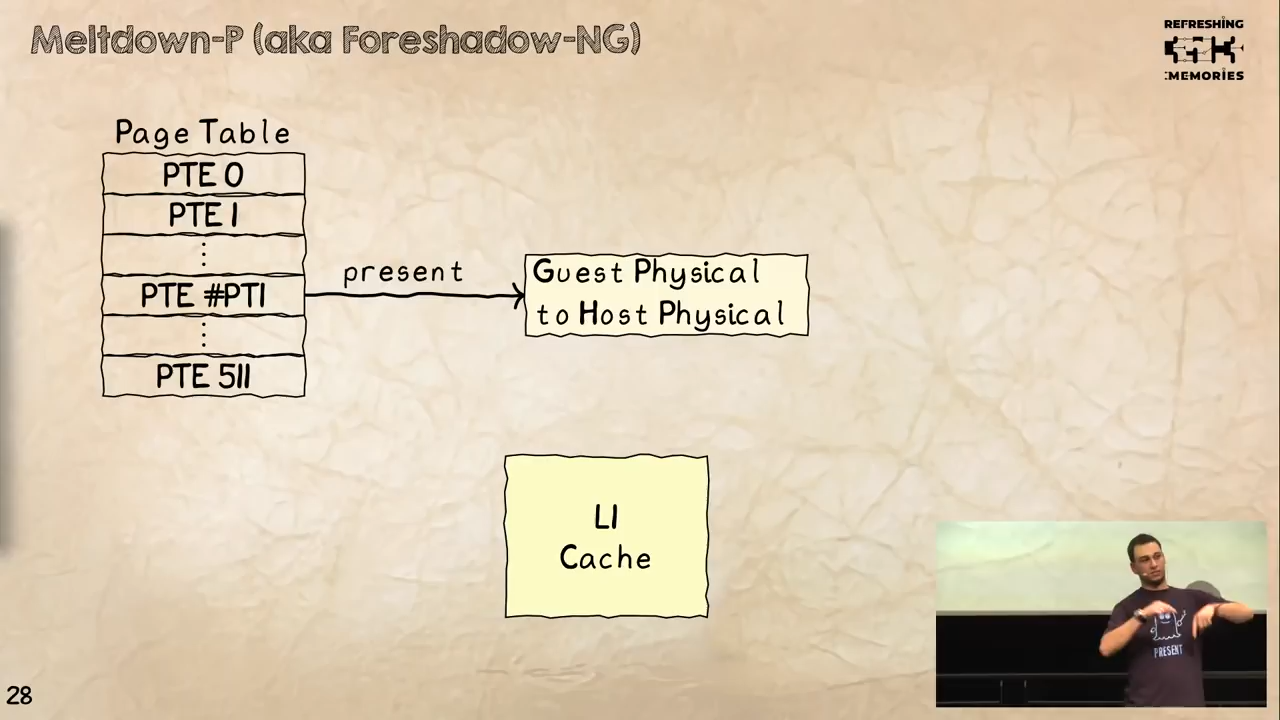 Meltdown-P (aka Foreshadow-NG)
REFRESHING
MEMORIES
Page Table
PTE 0
PTE 1
PTE #PTI
PTE 511
present
Guest Physical
to Host Physical
L1
Cache
PRESENT
28